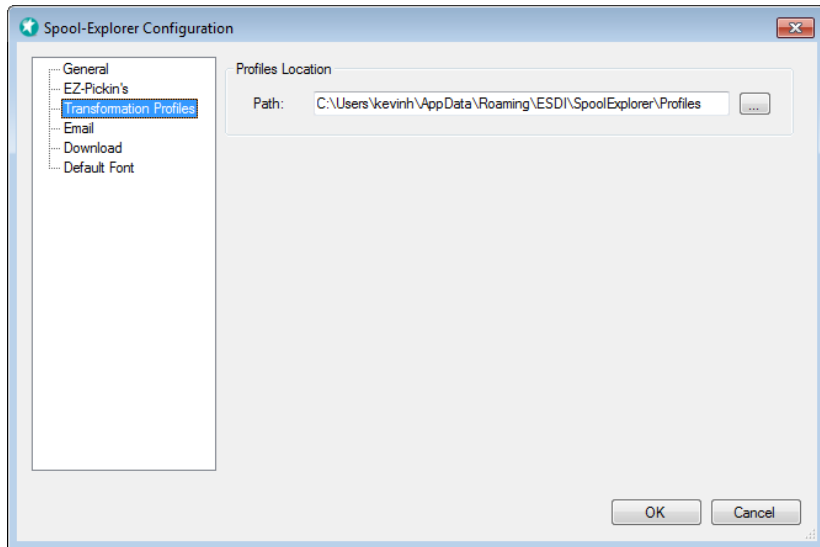 Spool-Explorer Configuration
General
EZ-Pickin's
Transformation Profiles
Email
Download
Default Font
Profiles Location
Path: C:\Users\kevinh\AppData\Roaming\ESDI\SpoolExplorer\Profiles ...
OK Cancel